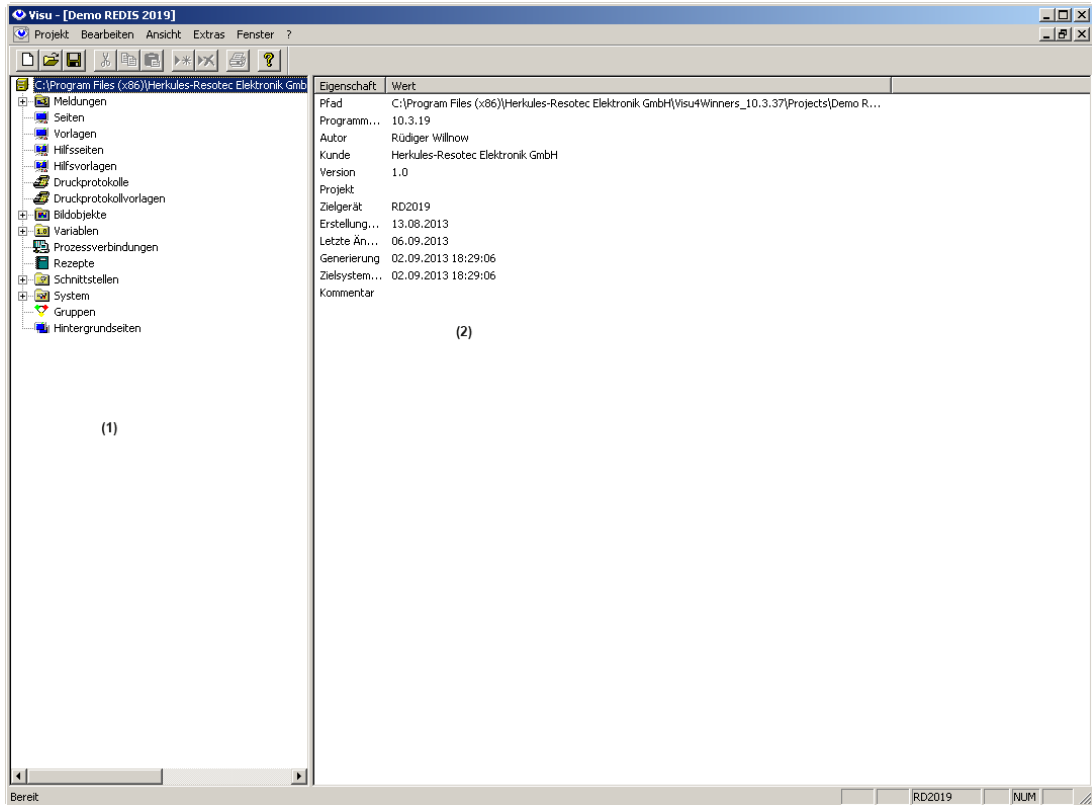 Visu - [Demo REDIS 2019]
Projekt Bearbeiten Ansicht Extras Fenster ?
C:\Program Files (x86)\Herkules-Resotec Elektronik Gmb
Meldungen
Seiten
Vorlagen
Hilfsseiten
Hilfsvorlagen
Druckprotokolle
Druckprotokollvorlagen
Bildobjekte
Variablen
Prozessverbindungen
Rezepte
Schnittstellen
System
Gruppen
Hintergrundseiten
(1)
Eigenschaft Wert
Pfad C:\Program Files (x86)\Herkules-Resotec Elektronik GmbH\Visu4Winners_10.3.37\Projects\Demo R...
Programm... 10.3.19
Autor Rüdiger Willnow
Kunde Herkules-Resotec Elektronik GmbH
Version 1.0
Projekt
Zielgerät RD2019
Erstellung... 13.08.2013
Letzte Än... 06.09.2013
Generierung 02.09.2013 18:29:06
Zielsystem... 02.09.2013 18:29:06
Kommentar
(2)
Bereit RD2019 NUM